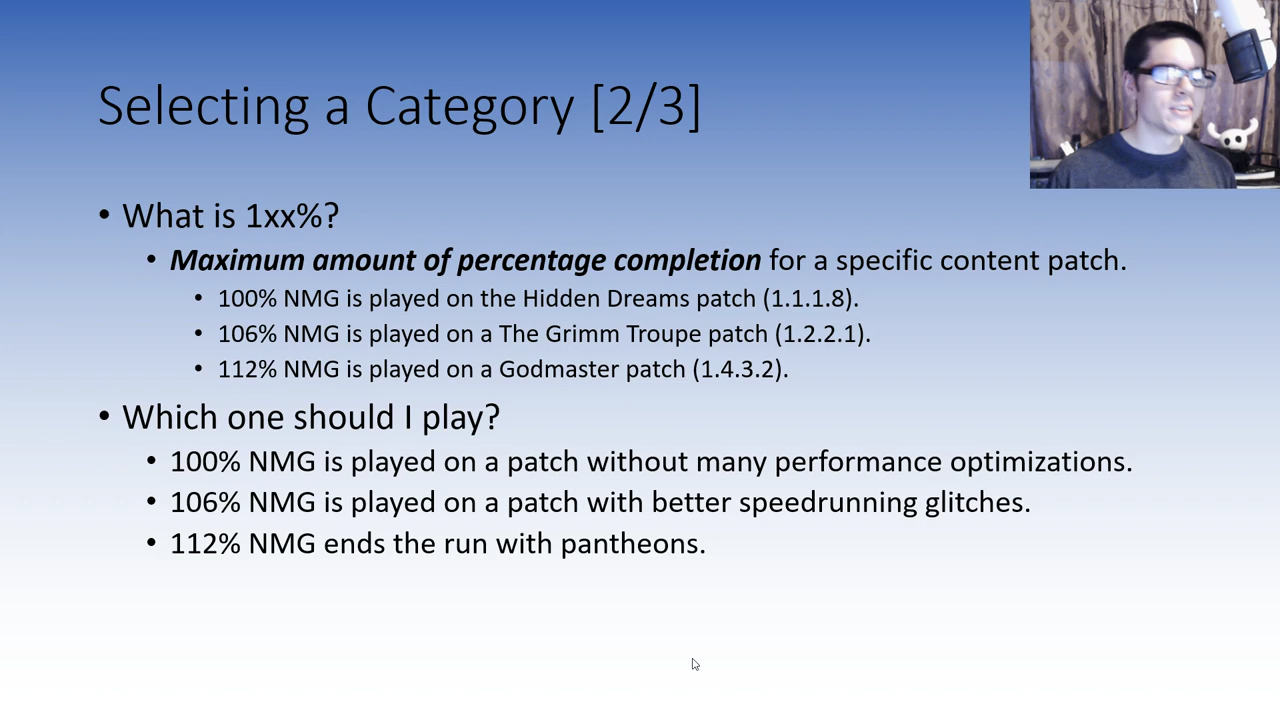 Selecting a Category [2/3]
• What is 1xx%?
• Maximum amount of percentage completion for a specific content patch.
• 100% NMG is played on the Hidden Dreams patch (1.1.1.8).
• 106% NMG is played on a The Grimm Troupe patch (1.2.2.1).
• 112% NMG is played on a Godmaster patch (1.4.3.2).
• Which one should I play?
• 100% NMG is played on a patch without many performance optimizations.
• 106% NMG is played on a patch with better speedrunning glitches.
• 112% NMG ends the run with pantheons.